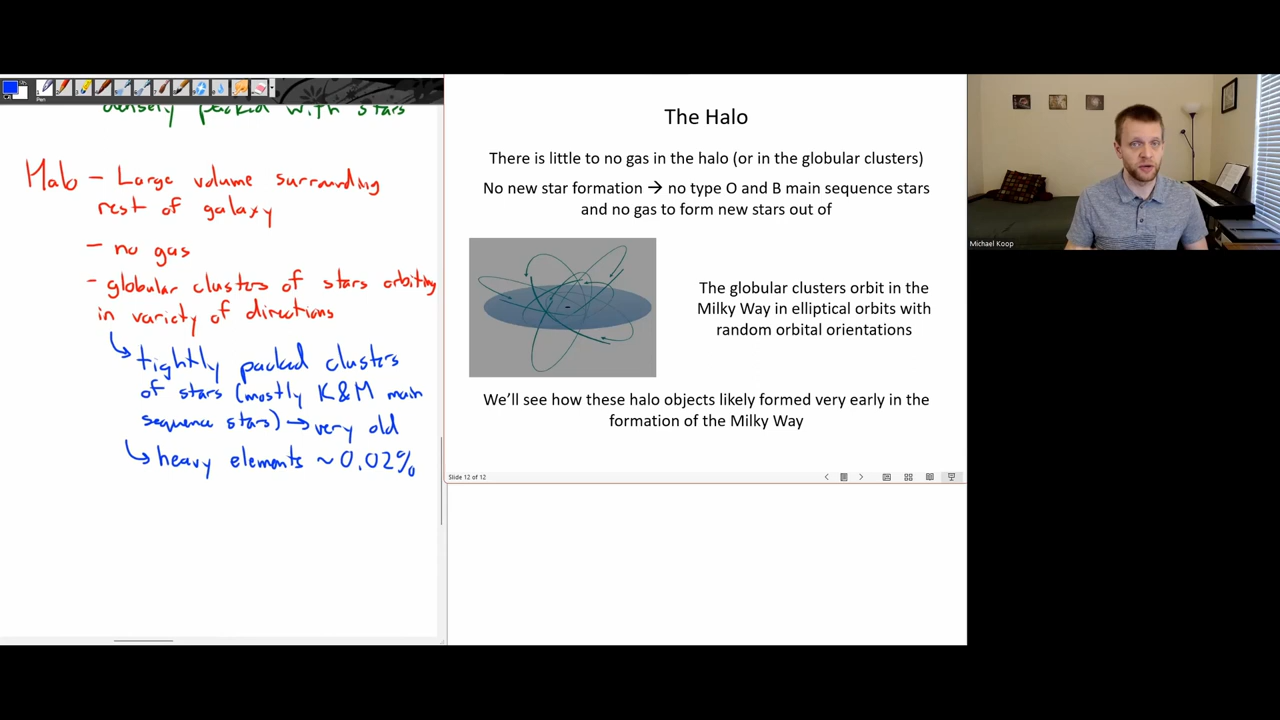 densely packed with stars
Halo - Large volume surrounding
rest of galaxy
- no gas
- globular clusters of stars orbiting
in variety of directions
↳ tightly packed clusters
of stars (mostly K&M main
sequence stars) → very old
↳ heavy elements ~0.02%
Pen
The Halo
There is little to no gas in the halo (or in the globular clusters)
No new star formation → no type O and B main sequence stars
and no gas to form new stars out of
The globular clusters orbit in the
Milky Way in elliptical orbits with
random orbital orientations
We'll see how these halo objects likely formed very early in the
formation of the Milky Way
Slide 12 of 12
Michael Koop